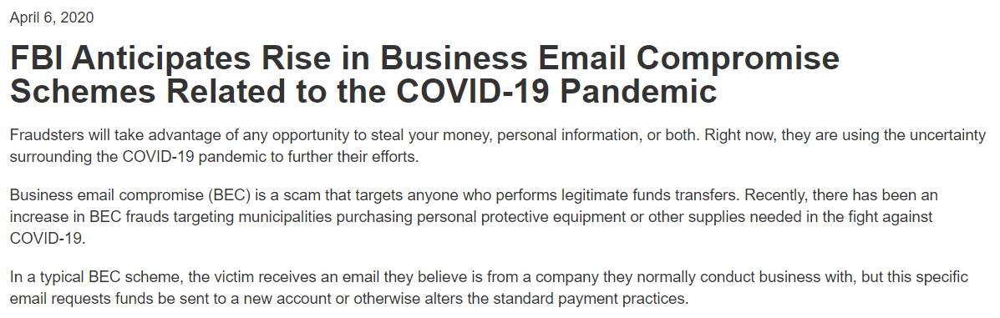 April 6, 2020
FBI Anticipates Rise in Business Email Compromise
Schemes Related to the COVID-19 Pandemic
Fraudsters will take advantage of any opportunity to steal your money, personal information, or both. Right now, they are using the uncertainty
surrounding the COVID-19 pandemic to further their efforts.
Business email compromise (BEC) is a scam that targets anyone who performs legitimate funds transfers. Recently, there has been an
increase in BEC frauds targeting municipalities purchasing personal protective equipment or other supplies needed in the fight against
COVID-19.
In a typical BEC scheme, the victim receives an email they believe is from a company they normally conduct business with, but this specific
email requests funds be sent to a new account or otherwise alters the standard payment practices.